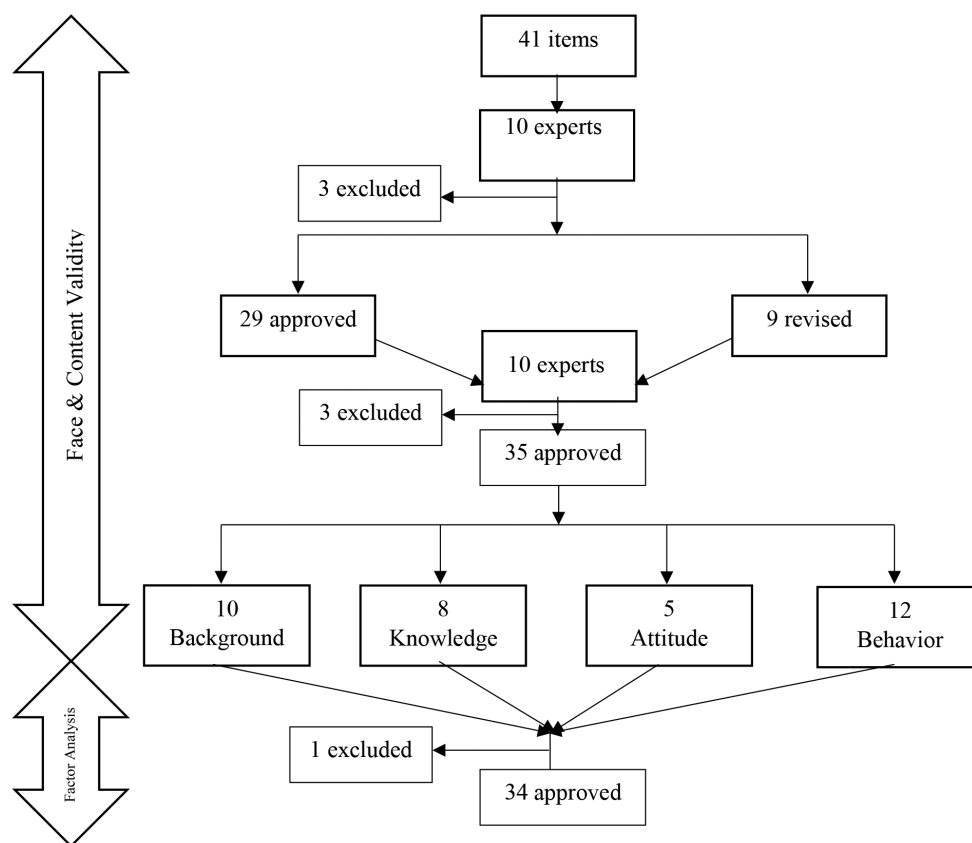 41 items
10 experts
3 excluded
29 approved
9 revised
10 experts
3 excluded
35 approved
10
Background
8
Knowledge
5
Attitude
12
Behavior
1 excluded
34 approved
Face & Content Validity
Factor Analysis